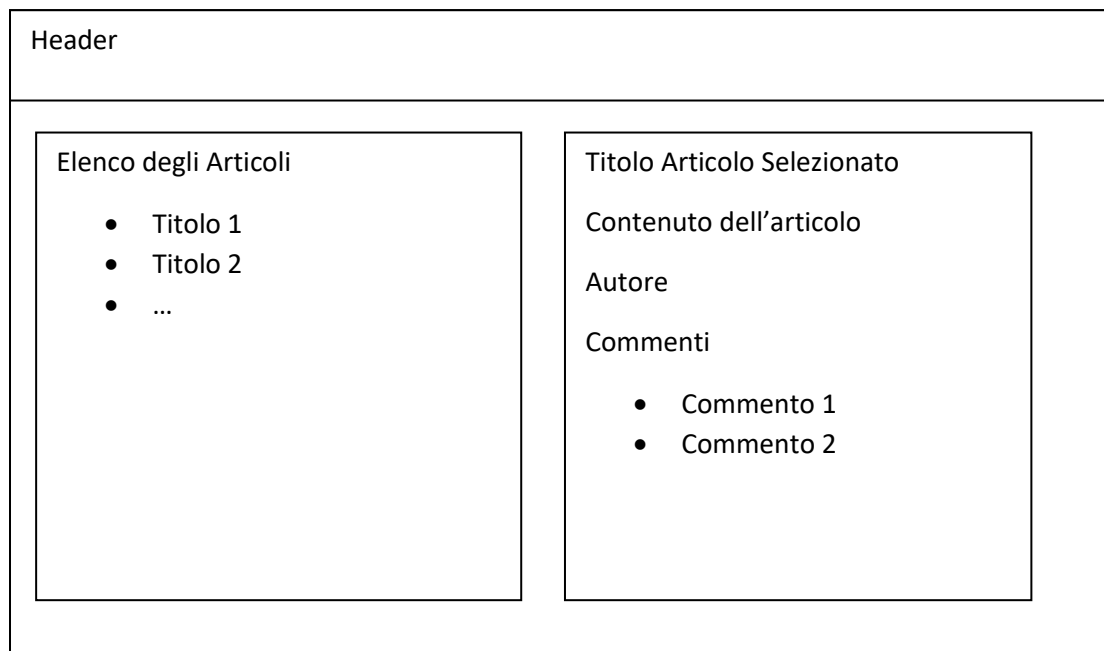 Header
Elenco degli Articoli
• Titolo 1
• Titolo 2
• …
Titolo Articolo Selezionato
Contenuto dell’articolo
Autore
Commenti
• Commento 1
• Commento 2